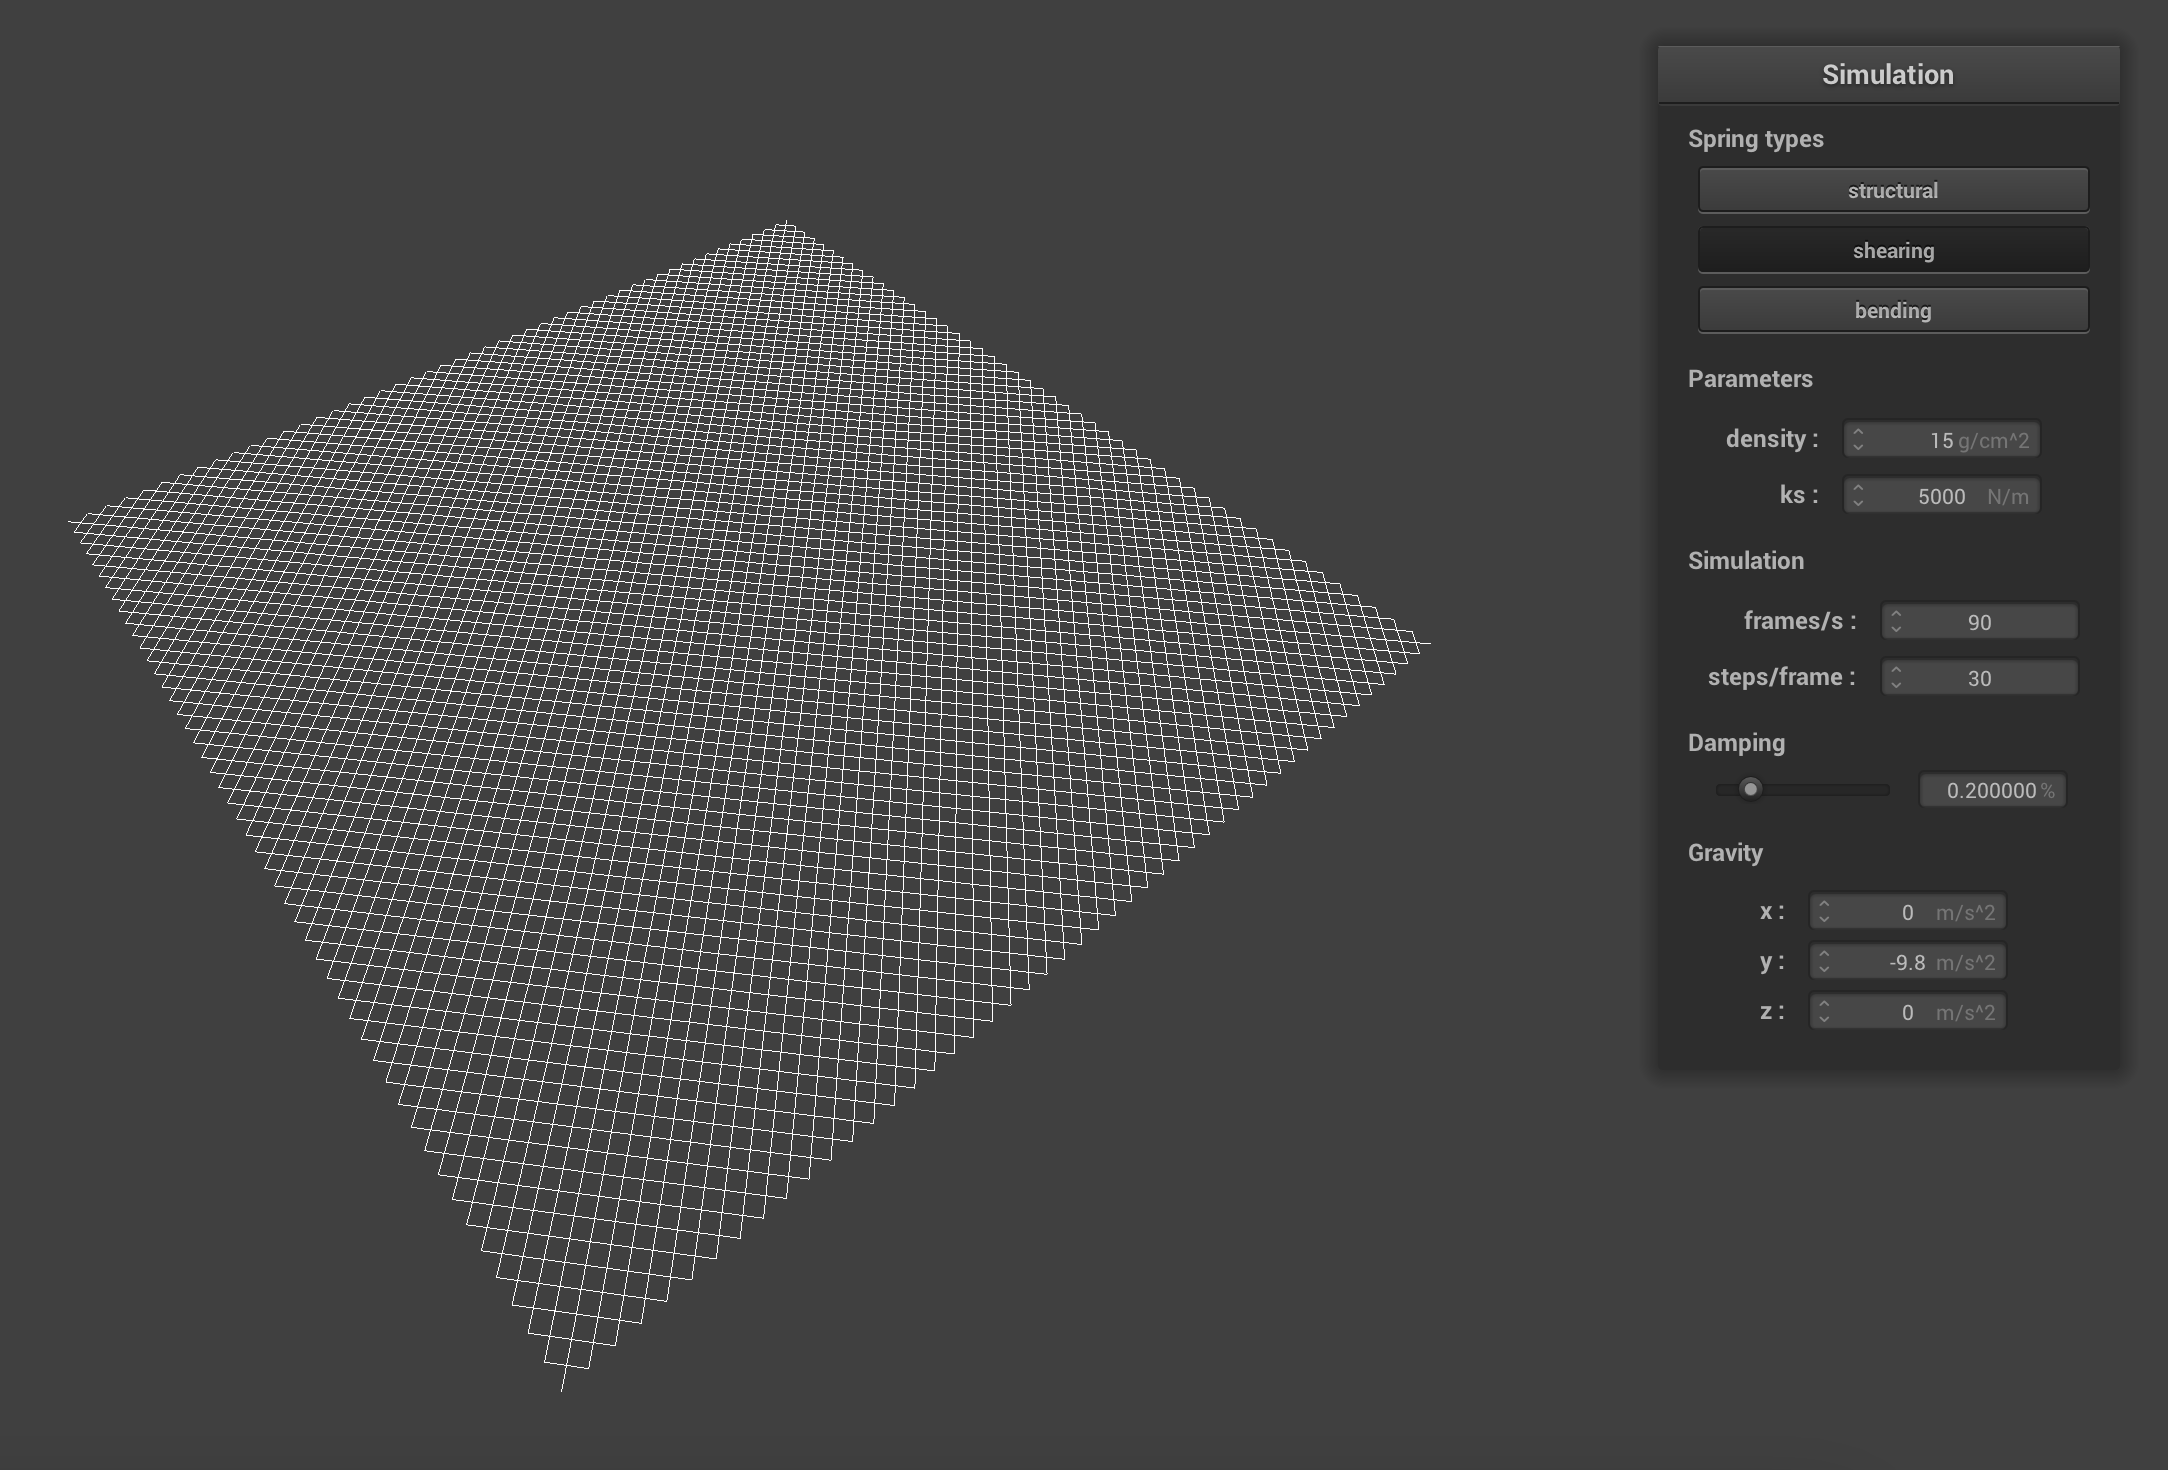 Simulation
Spring types
structural
shearing
bending
Parameters
density : 15 g/cm^2
ks : 5000 N/m
Simulation
frames/s : 90
steps/frame : 30
Damping
0.200000 %
Gravity
x : 0 m/s^2
y : -9.8 m/s^2
z : 0 m/s^2